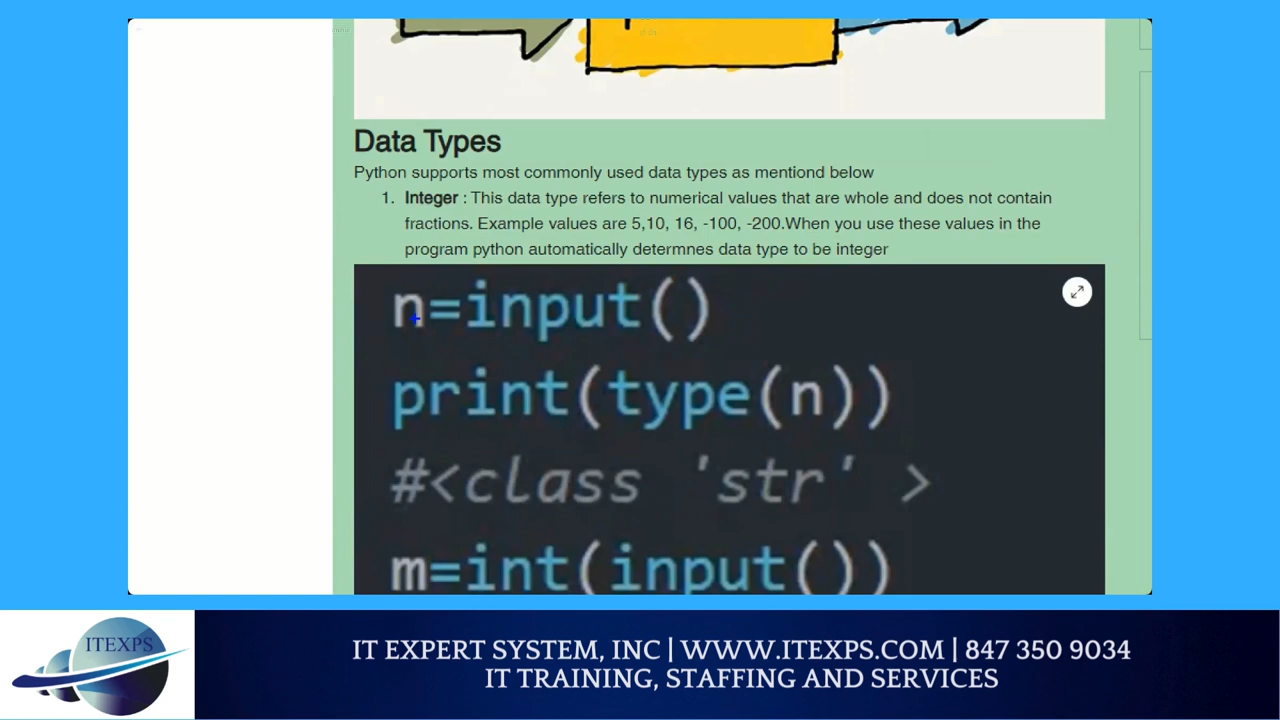 Data Types
Python supports most commonly used data types as mentiond below
1. Integer : This data type refers to numerical values that are whole and does not contain
fractions. Example values are 5,10, 16, -100, -200.When you use these values in the
program python automatically determnes data type to be integer
n=input()
print(type(n))
#<class 'str' >
m=int(input())
ITEXPS
IT EXPERT SYSTEM, INC | WWW.ITEXPS.COM | 847 350 9034
IT TRAINING, STAFFING AND SERVICES